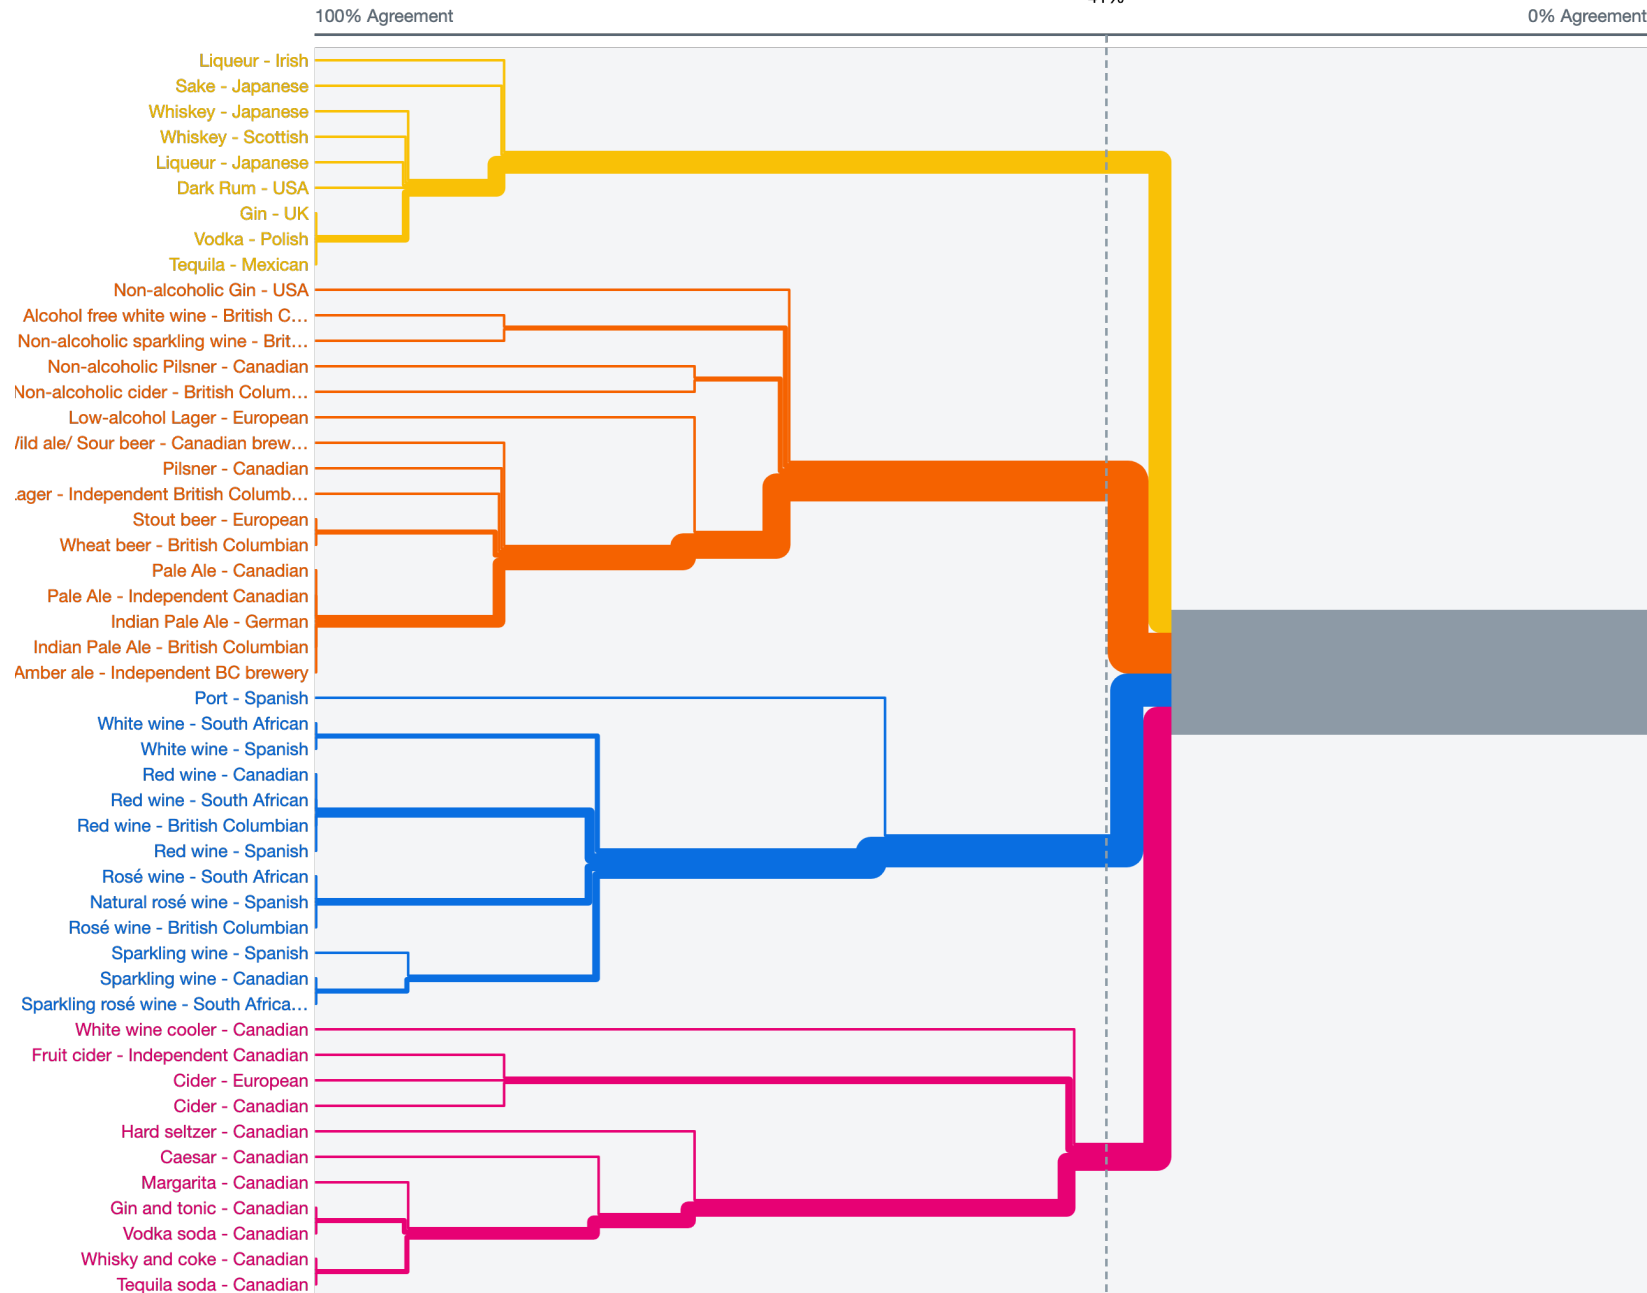 100% Agreement
0% Agreement
Liqueur - Irish
Sake - Japanese
Whiskey - Japanese
Whiskey - Scottish
Liqueur - Japanese
Dark Rum - USA
Gin - UK
Vodka - Polish
Tequila - Mexican
Non-alcoholic Gin - USA
Alcohol free white wine - British C...
Non-alcoholic sparkling wine - Brit...
Non-alcoholic Pilsner - Canadian
Non-alcoholic cider - British Colum...
Low-alcohol Lager - European
ild ale/ Sour beer - Canadian brew...
Pilsner - Canadian
ager - Independent British Columb...
Stout beer - European
Wheat beer - British Columbian
Pale Ale - Canadian
Pale Ale - Independent Canadian
Indian Pale Ale - German
Indian Pale Ale - British Columbian
Amber ale - Independent BC brewery
Port - Spanish
White wine - South African
White wine - Spanish
Red wine - Canadian
Red wine - South African
Red wine - British Columbian
Red wine - Spanish
Rosé wine - South African
Natural rosé wine - Spanish
Rosé wine - British Columbian
Sparkling wine - Spanish
Sparkling wine - Canadian
Sparkling rosé wine - South Africa...
White wine cooler - Canadian
Fruit cider - Independent Canadian
Cider - European
Cider - Canadian
Hard seltzer - Canadian
Caesar - Canadian
Margarita - Canadian
Gin and tonic - Canadian
Vodka soda - Canadian
Whisky and coke - Canadian
Tequila soda - Canadian